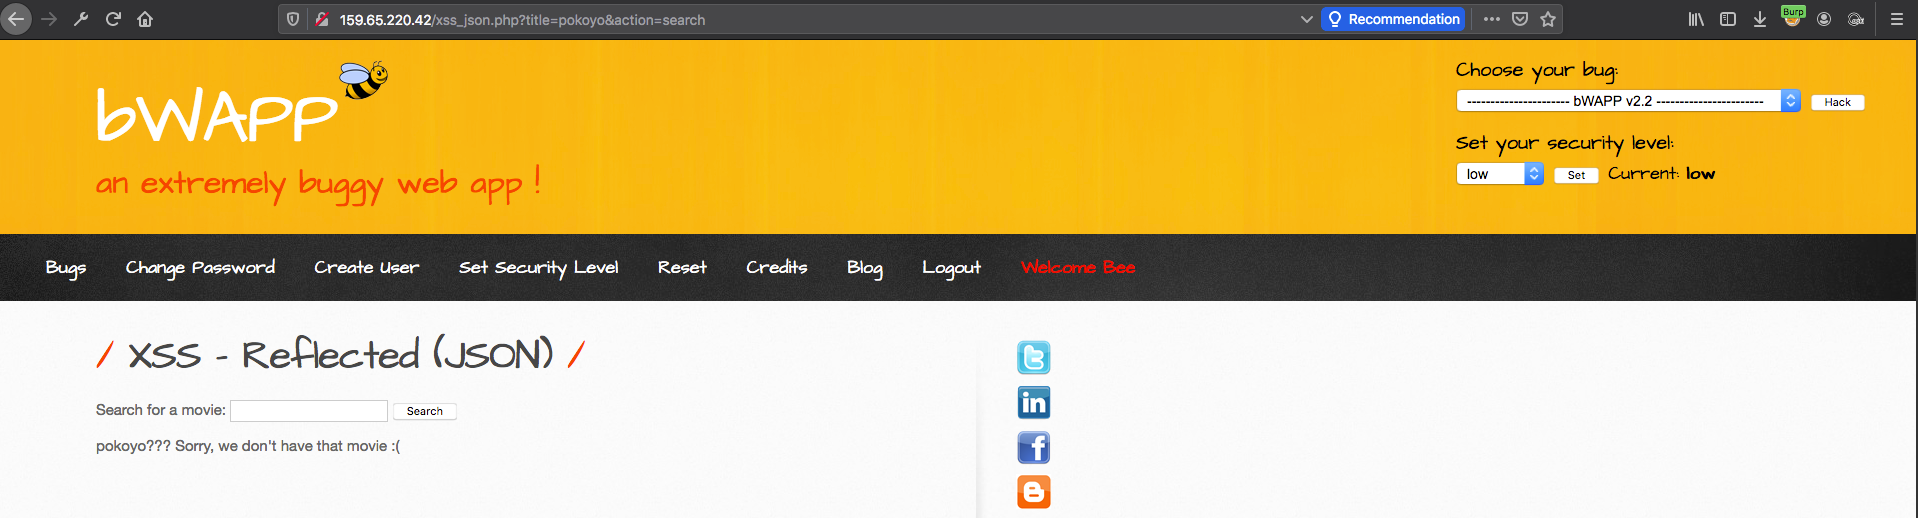 159.65.220.42/xss_json.php?title=pokoyo&action=search
Recommendation
Burp
bWAPP
an extremely buggy web app !
Choose your bug:
---------------------- bWAPP v2.2 -----------------------
Hack
Set your security level:
low
Set
Current: low
Bugs
Change Password
Create User
Set Security Level
Reset
Credits
Blog
Logout
Welcome Bee
/ XSS - Reflected (JSON) /
Search for a movie:
Search
pokoyo??? Sorry, we don't have that movie :(